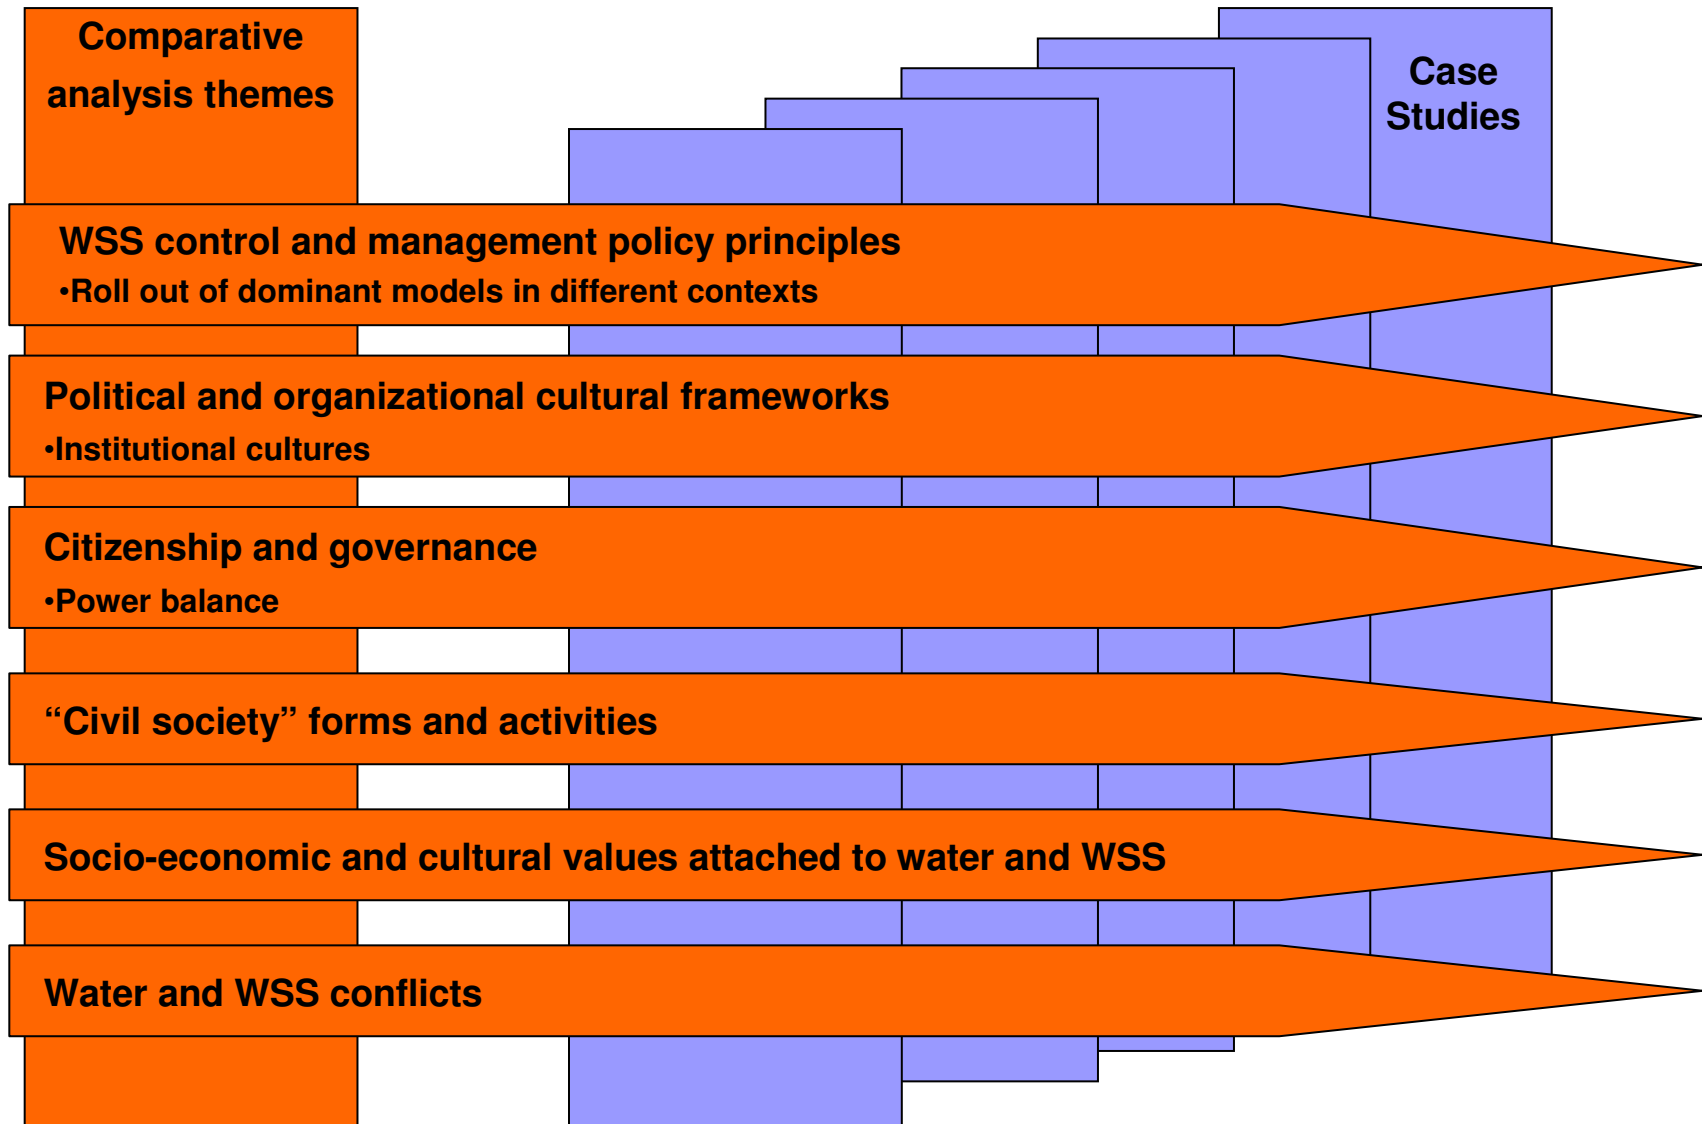 Comparative
analysis themes
Case
Studies
WSS control and management policy principles
•Roll out of dominant models in different contexts
Political and organizational cultural frameworks
•Institutional cultures
Citizenship and governance
•Power balance
“Civil society” forms and activities
Socio-economic and cultural values attached to water and WSS
Water and WSS conflicts